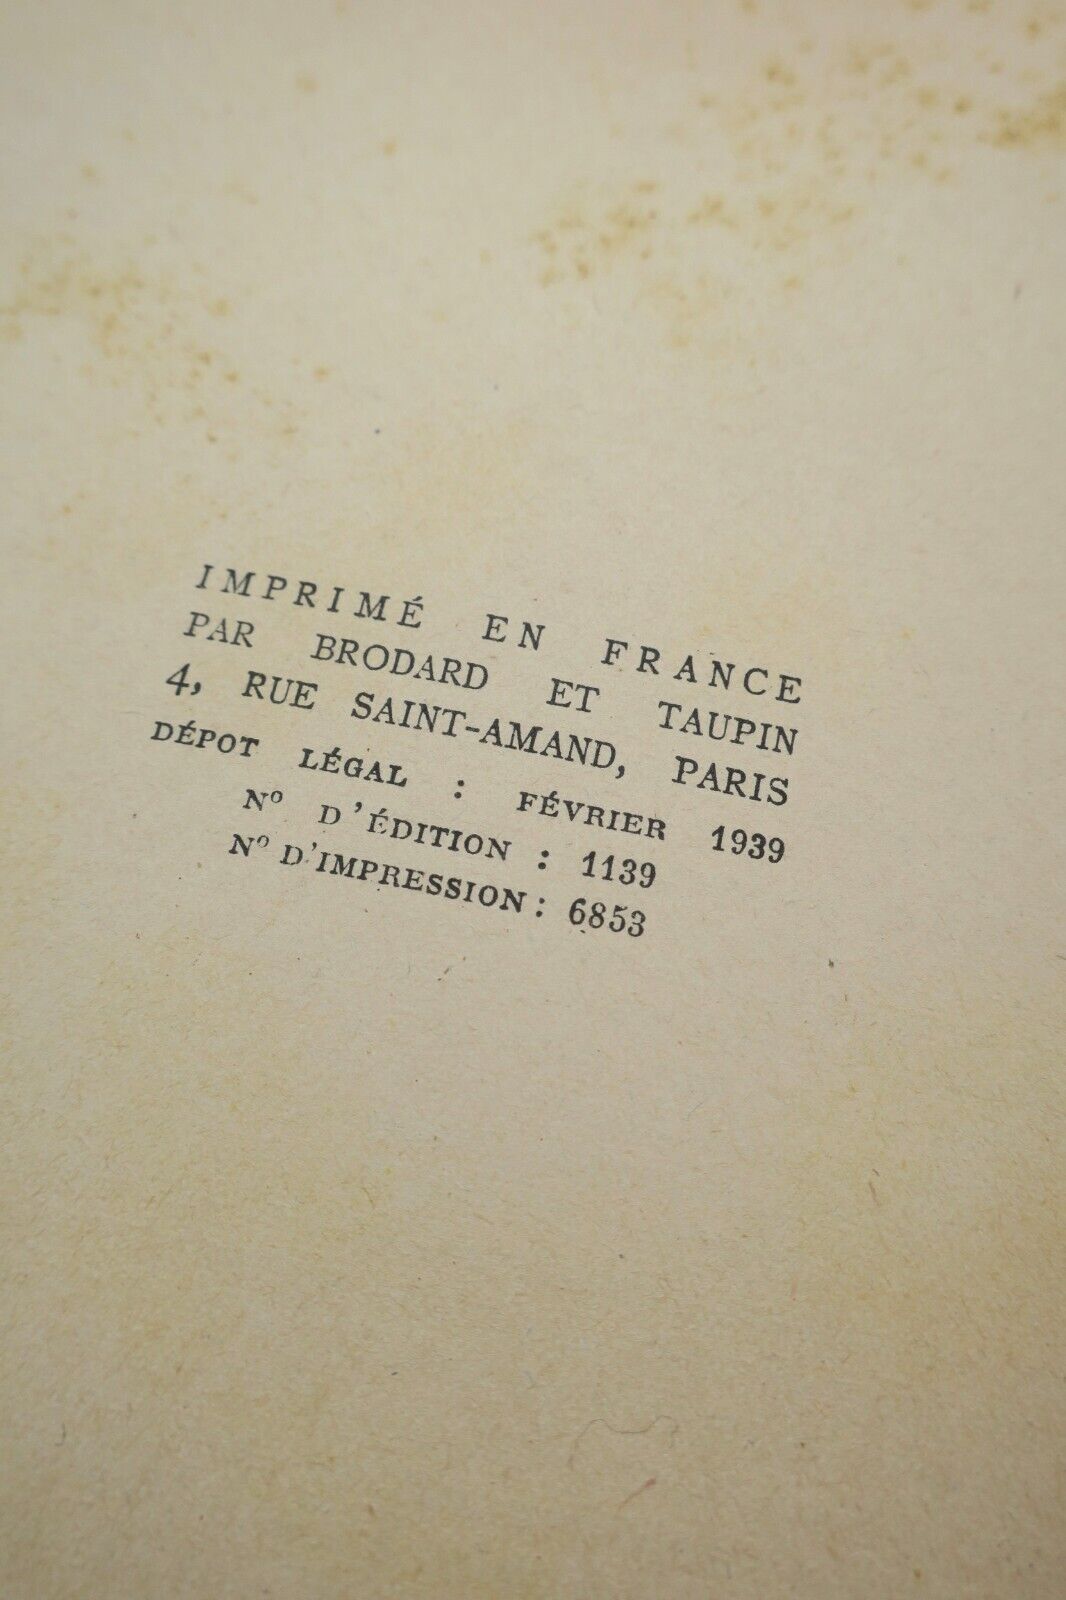 IMPRIMÉ EN FRANCE
PAR BRODARD ET TAUPIN
4, RUE SAINT-AMAND, PARIS
DÉPOT LÉGAL : FÉVRIER 1939
Nº D'ÉDITION : 1139
Nº D'IMPRESSION : 6853